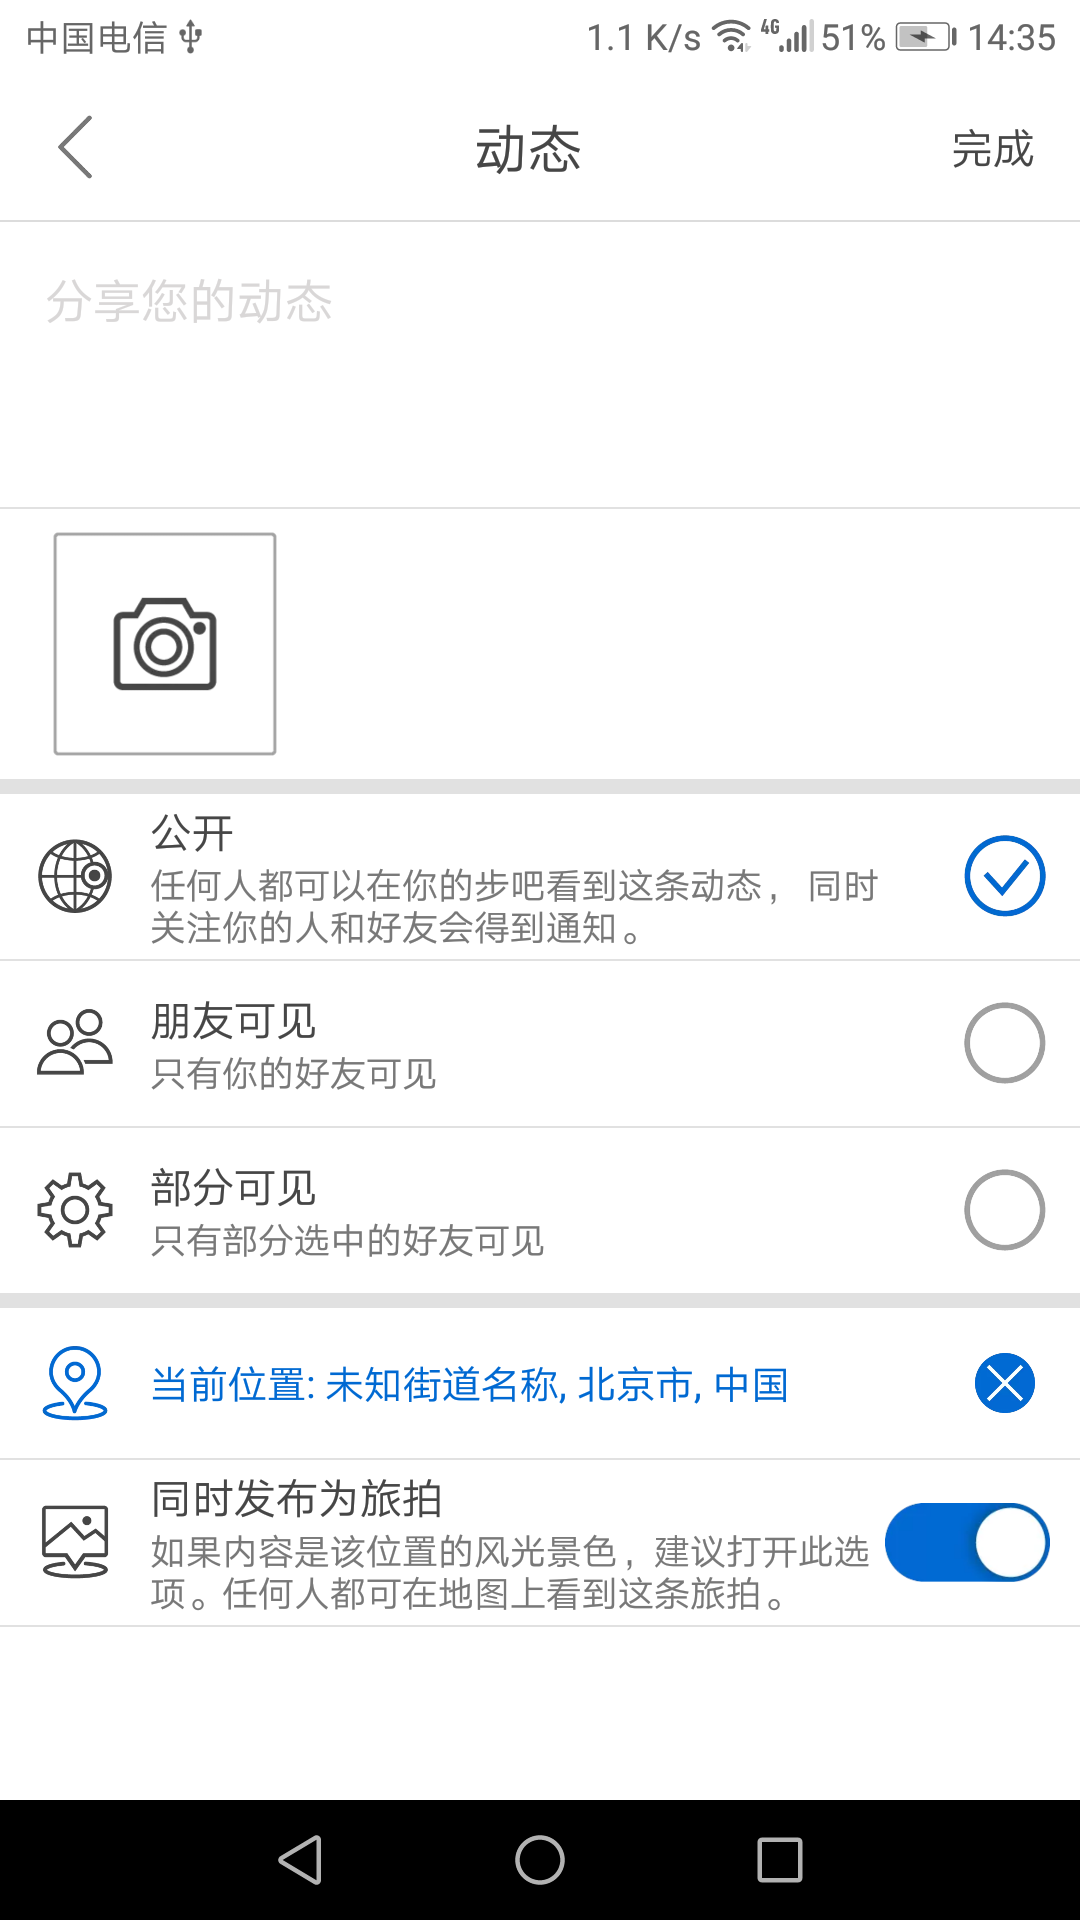 中国电信 1.1 K/s 4G 51% 14:35
动态 完成
分享您的动态
公开
任何人都可以在你的步吧看到这条动态，同时
关注你的人和好友会得到通知。
朋友可见
只有你的好友可见
部分可见
只有部分选中的好友可见
当前位置: 未知街道名称, 北京市, 中国
同时发布为旅拍
如果内容是该位置的风光景色，建议打开此选
项。任何人都可在地图上看到这条旅拍。